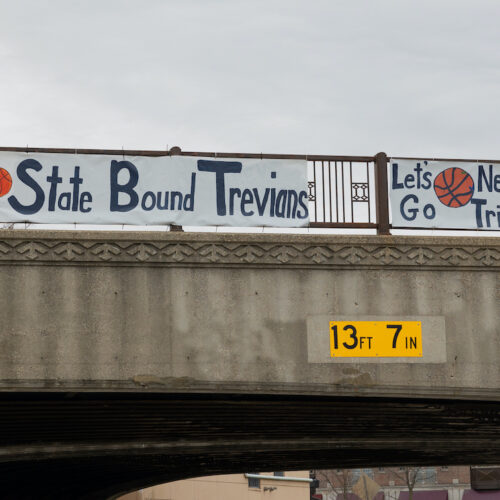 State Bound Trevians
Let's
Go
13FT 7IN